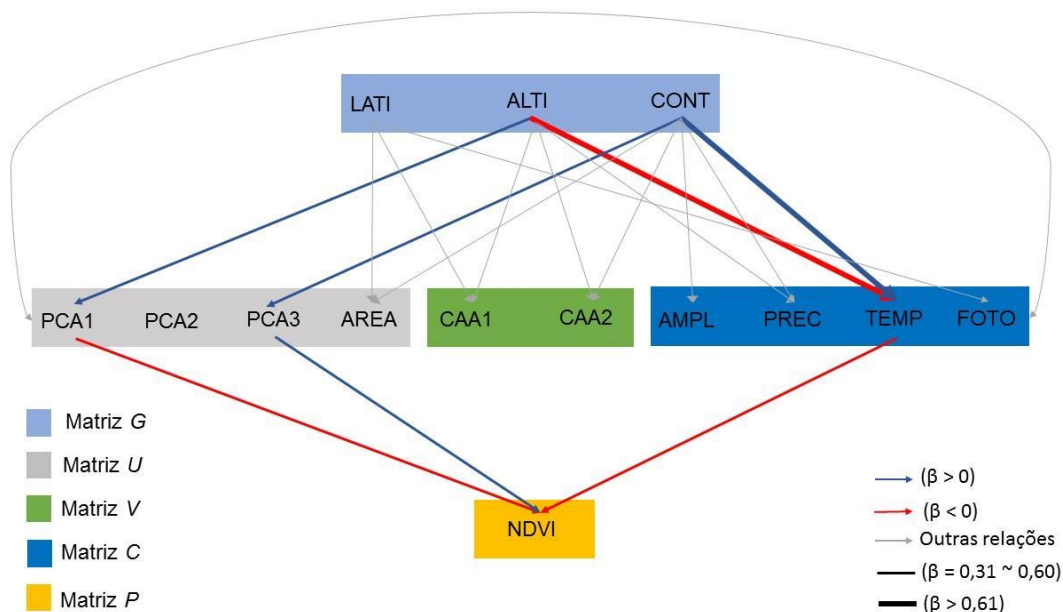 LATI ALTI CONT
PCA1 PCA2 PCA3 AREA CAA1 CAA2 AMPL PREC TEMP FOTO
Matriz G
Matriz U
Matriz V
Matriz C
Matriz P
NDVI
(β > 0)
(β < 0)
Outras relações
(β = 0,31 ~ 0,60)
(β > 0,61)